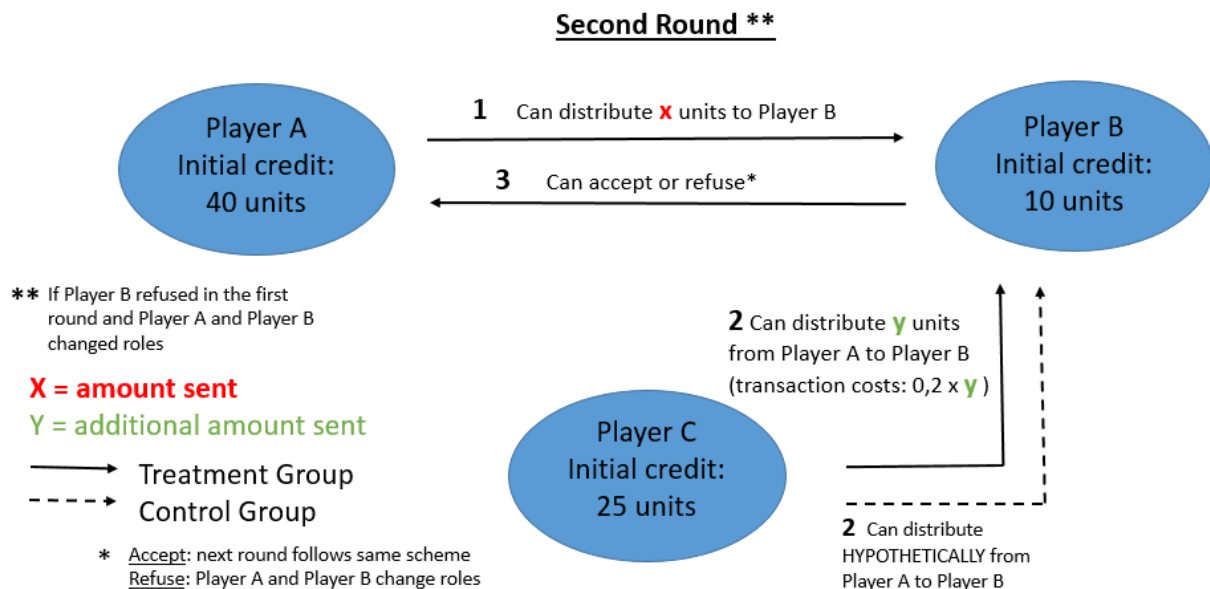 Second Round **
Player A
Initial credit:
40 units
1 Can distribute x units to Player B
3 Can accept or refuse*
Player B
Initial credit:
10 units
** If Player B refused in the first
round and Player A and Player B
changed roles
X = amount sent
Y = additional amount sent
Treatment Group
Control Group
* Accept: next round follows same scheme
Refuse: Player A and Player B change roles
Player C
Initial credit:
25 units
2 Can distribute y units
from Player A to Player B
(transaction costs: 0,2 x y )
2 Can distribute
HYPOTHETICALLY from
Player A to Player B